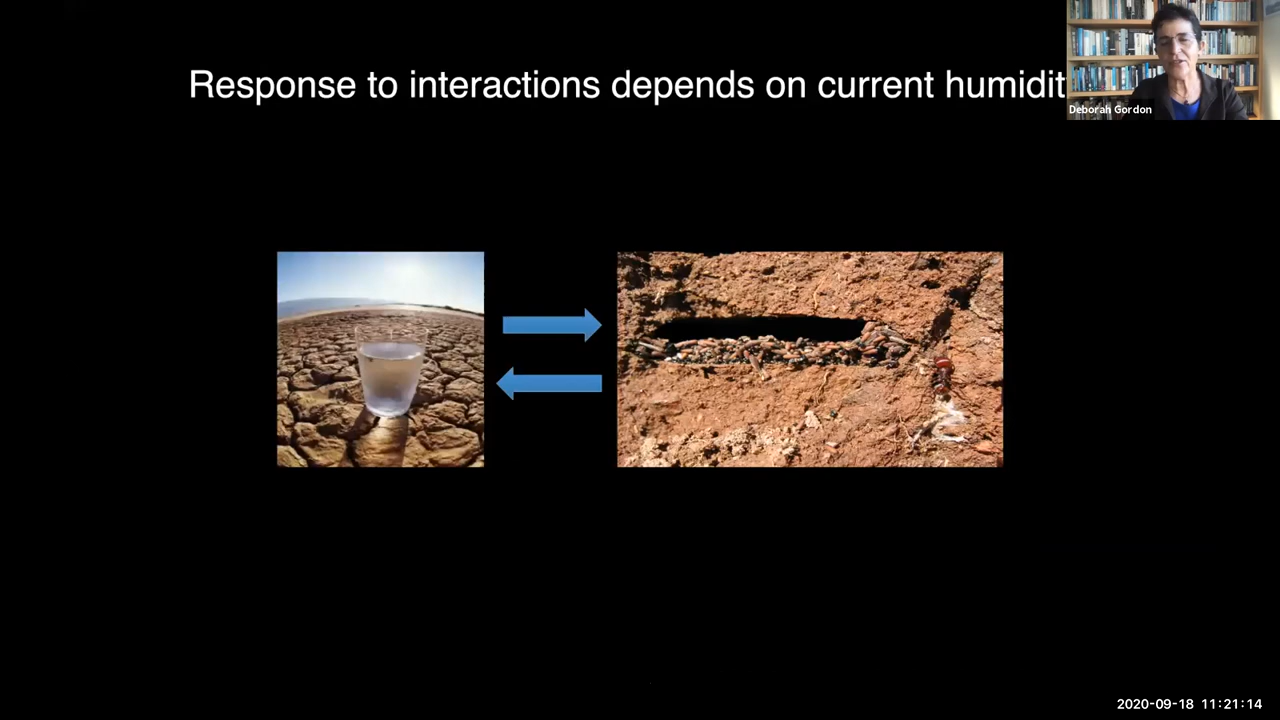 Response to interactions depends on current humidit
Deborah Gordon
2020-09-18 11:21:14